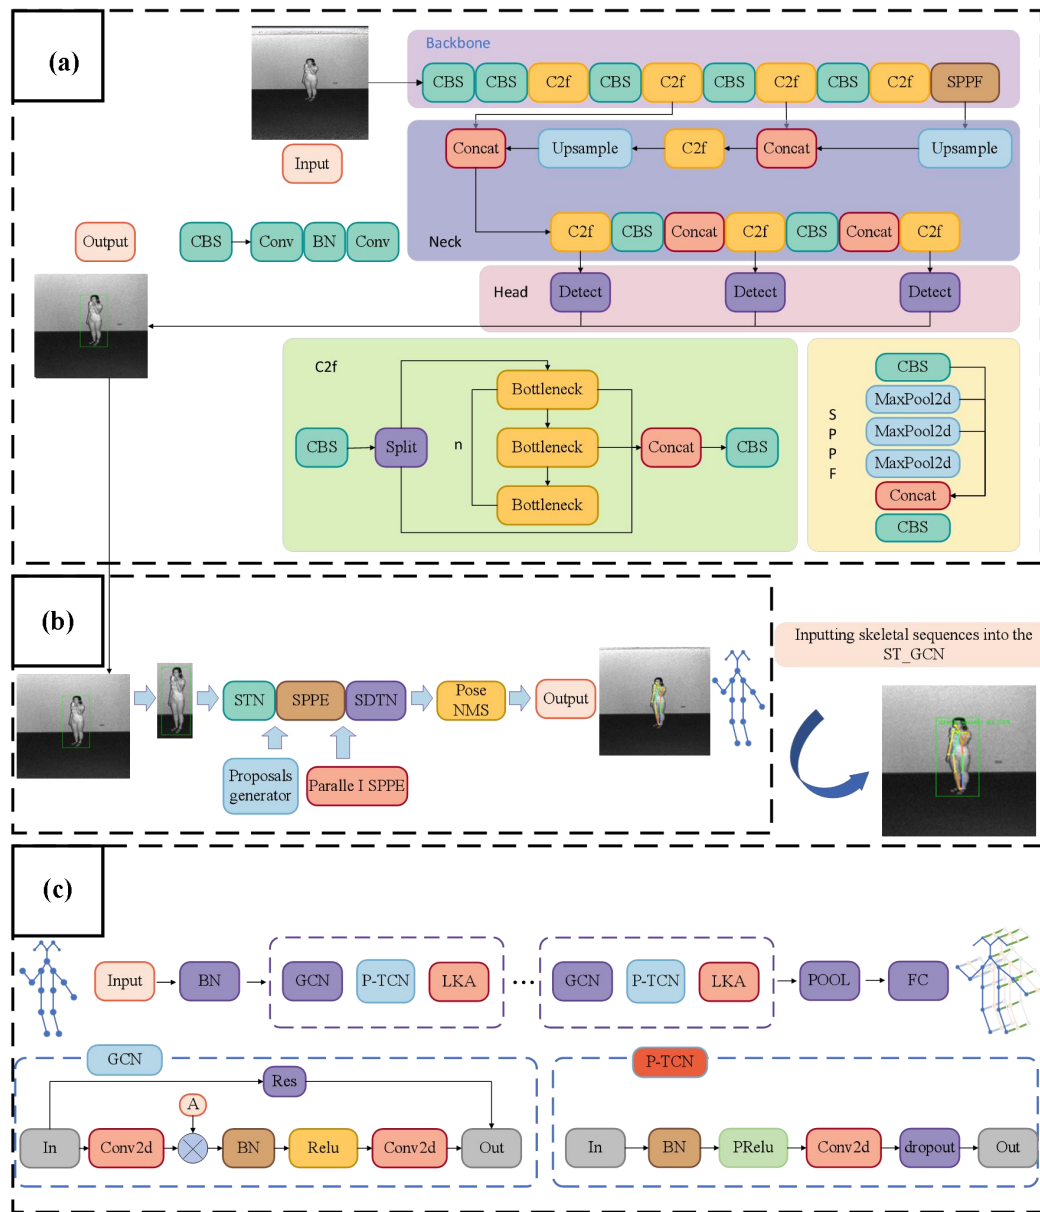 (a)
Backbone
CBS CBS C2f CBS C2f CBS C2f CBS C2f SPPF
Input
Concat Upsample C2f Concat Upsample
Output
CBS Conv BN Conv
Neck
C2f CBS Concat C2f CBS Concat C2f
Head
Detect Detect Detect
C2f
CBS Split
n
Bottleneck
Bottleneck
Bottleneck
Concat CBS
S
P
P
F
CBS
MaxPool2d
MaxPool2d
MaxPool2d
Concat
CBS
(b)
STN SPPE SDTN
Pose
NMS
Output
Proposals
generator
Paralle I SPPE
Inputting skeletal sequences into the
ST_GCN
(c)
Input BN GCN P-TCN LKA ... GCN P-TCN LKA POOL FC
GCN
Res
A
In Conv2d BN Relu Conv2d Out
P-TCN
In BN PRelu Conv2d dropout Out